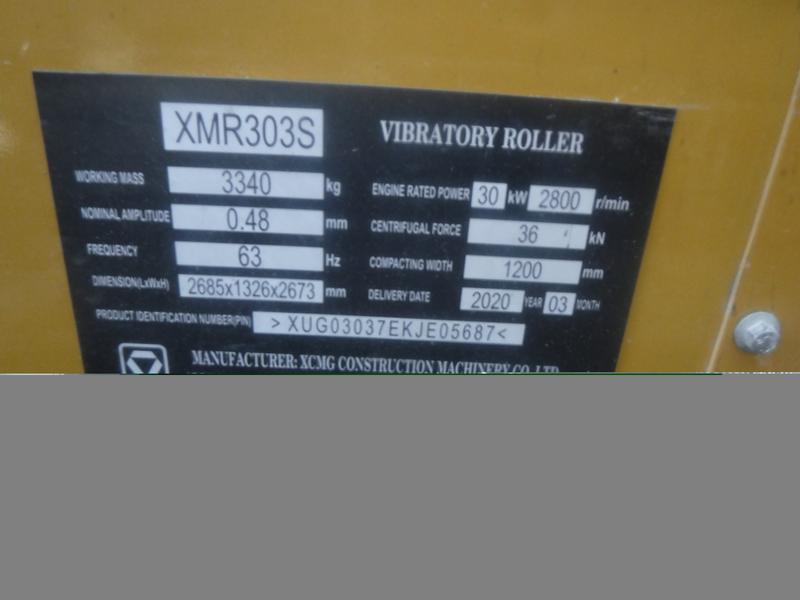 XMR303S VIBRATORY ROLLER
WORKING MASS 3340 kg
NOMINAL AMPLITUDE 0.48 mm
FREQUENCY 63 Hz
DIMENSION(LxWxH) 2685x1326x2673 mm
ENGINE RATED POWER 30 kW 2800 r/min
CENTRIFUGAL FORCE 36 kN
COMPACTING WIDTH 1200 mm
DELIVERY DATE 2020 YEAR 03 MONTH
PRODUCT IDENTIFICATION NUMBER(PIN) >XUG03037EKJE05687<
MANUFACTURER: XCMG CONSTRUCTION MACHINERY CO. LTD